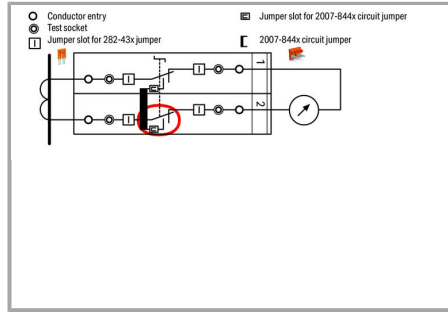 Conductor entry
Test socket
Jumper slot for 282-43x jumper
Jumper slot for 2007-844x circuit jumper
2007-844x circuit jumper
1
2